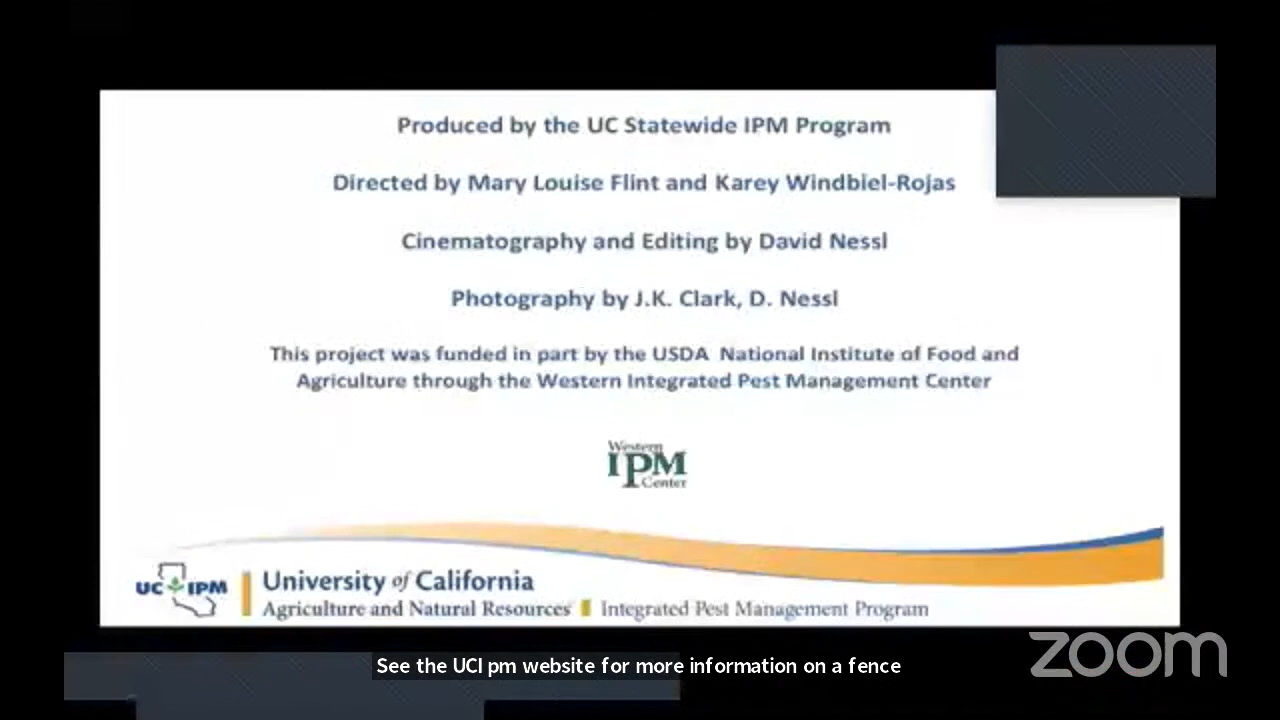 Produced by the UC Statewide IPM Program
Directed by Mary Louise Flint and Karey Windbiel-Rojas
Cinematography and Editing by David Nessl
Photography by J.K. Clark, D. Nessl
This project was funded in part by the USDA National Institute of Food and
Agriculture through the Western Integrated Pest Management Center
Western
IPM
Center
UC IPM
University of California
Agriculture and Natural Resources Integrated Pest Management Program
zoom
See the UCI pm website for more information on a fence